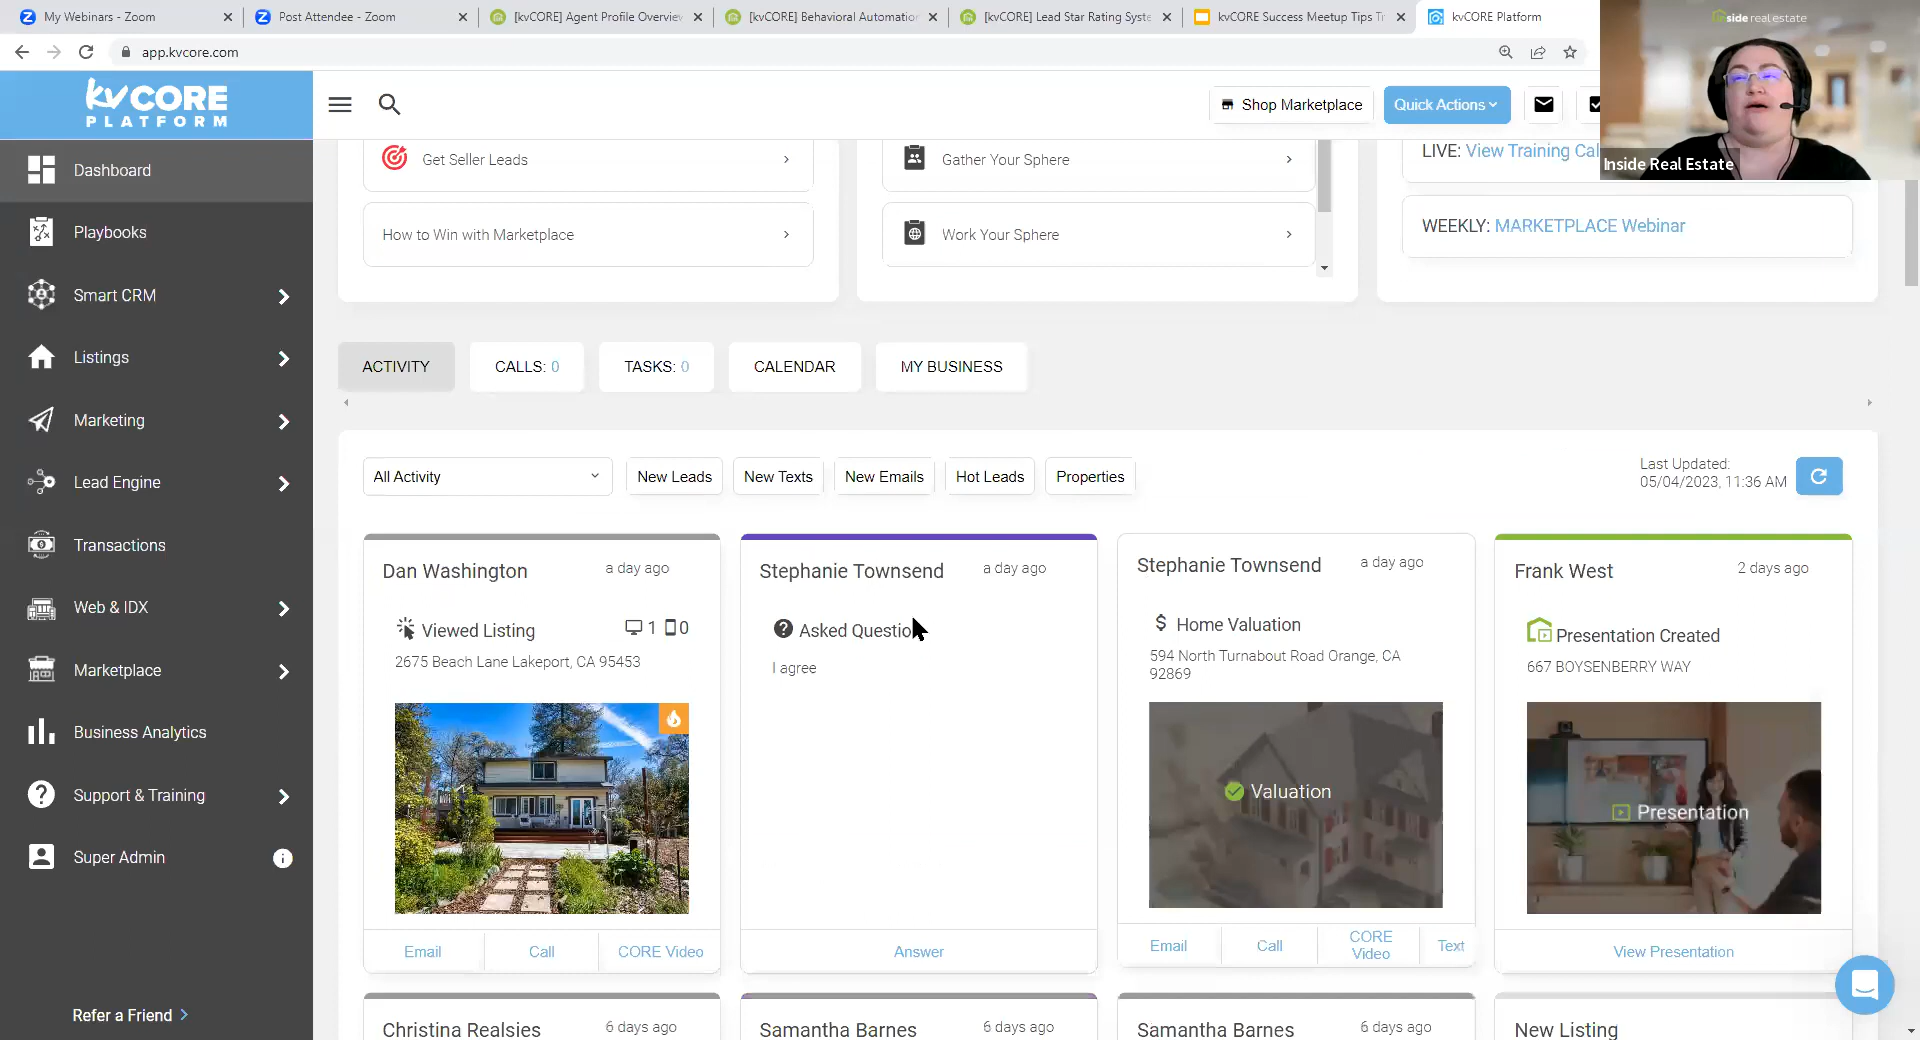 My Webinars - Zoom
Post Attendee - Zoom
[kvCORE] Agent Profile Overview
[kvCORE] Behavioral Automation
[kvCORE] Lead Star Rating Syste
kvCORE Success Meetup Tips T
kvCORE Platform
app.kvcore.com
inside real estate
Inside Real Estate
kvCORE
PLATFORM
Shop Marketplace
Quick Actions
Dashboard
Playbooks
Smart CRM
Listings
Marketing
Lead Engine
Transactions
Web & IDX
Marketplace
Business Analytics
Support & Training
Super Admin
Refer a Friend
Get Seller Leads
How to Win with Marketplace
Gather Your Sphere
Work Your Sphere
LIVE: View Training Cal
WEEKLY: MARKETPLACE Webinar
ACTIVITY
CALLS: 0
TASKS: 0
CALENDAR
MY BUSINESS
All Activity
New Leads
New Texts
New Emails
Hot Leads
Properties
Last Updated:
05/04/2023, 11:36 AM
Dan Washington
a day ago
Viewed Listing
1 0
2675 Beach Lane Lakeport, CA 95453
Email
Call
CORE Video
Stephanie Townsend
a day ago
Asked Questio
I agree
Answer
Stephanie Townsend
a day ago
Home Valuation
594 North Turnabout Road Orange, CA
92869
Valuation
Email
Call
CORE
Video
Text
Frank West
2 days ago
Presentation Created
667 BOYSENBERRY WAY
Presentation
View Presentation
Christina Realsies
6 days ago
Samantha Barnes
6 days ago
Samantha Barnes
6 days ago
New Listing